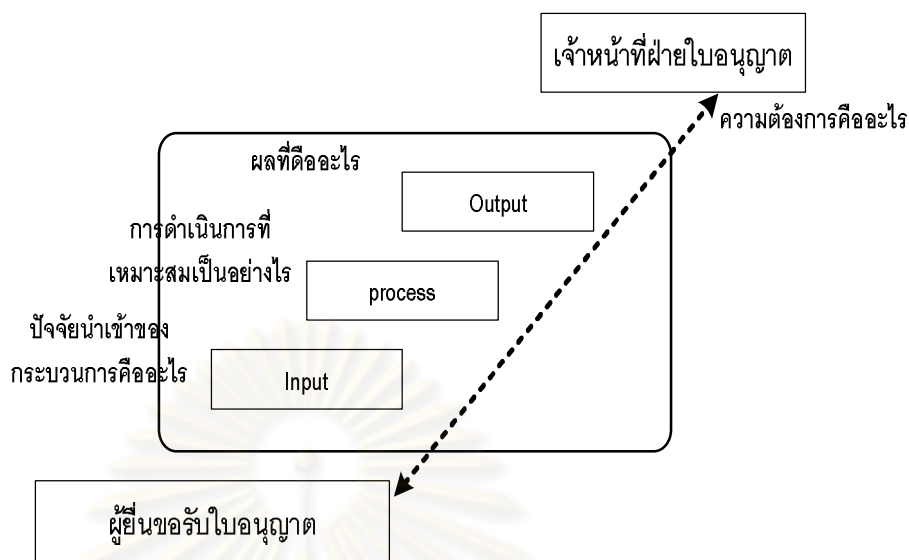 เจ้าหน้าที่ฝ่ายใบอนุญาต
ความต้องการคืออะไร
ผลที่ดีคืออะไร
Output
การดำเนินการที่
เหมาะสมเป็นอย่างไร
process
ปัจจัยนำเข้าของ
กระบวนการคืออะไร
Input
ผู้ยื่นขอรับใบอนุญาต